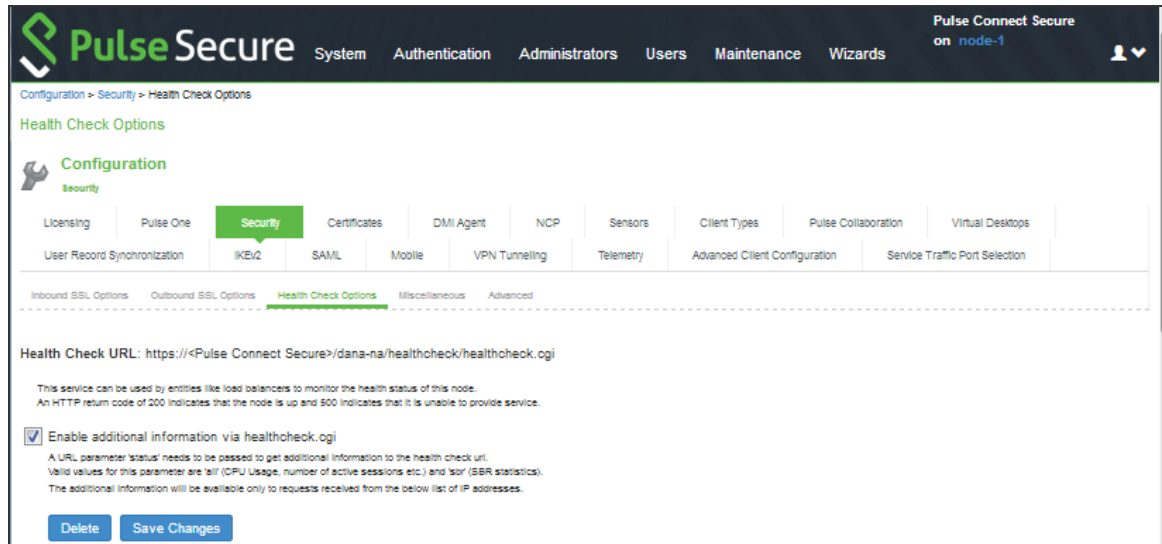 Pulse Secure
System Authentication Administrators Users Maintenance Wizards
Pulse Connect Secure
on node-1
Configuration > Security > Health Check Options
Health Check Options
Configuration
Security
Licensing Pulse One Security Certificates DMI Agent NCP Sensors Client Types Pulse Collaboration Virtual Desktops
User Record Synchronization IKEv2 SAML Mobile VPN Tunneling Telemetry Advanced Client Configuration Service Traffic Port Selection
Inbound SSL Options Outbound SSL Options Health Check Options Miscellaneous Advanced
Health Check URL: https://<Pulse Connect Secure>/dana-na/healthcheck/healthcheck.cgi
This service can be used by entities like load balancers to monitor the health status of this node.
An HTTP return code of 200 indicates that the node is up and 500 indicates that it is unable to provide service.
Enable additional information via healthcheck.cgi
A URL parameter 'status' needs to be passed to get additional information to the health check url.
Valid values for this parameter are 'all' (CPU Usage, number of active sessions etc.) and 'sbr' (SBR statistics).
The additional information will be available only to requests received from the below list of IP addresses.
Delete Save Changes